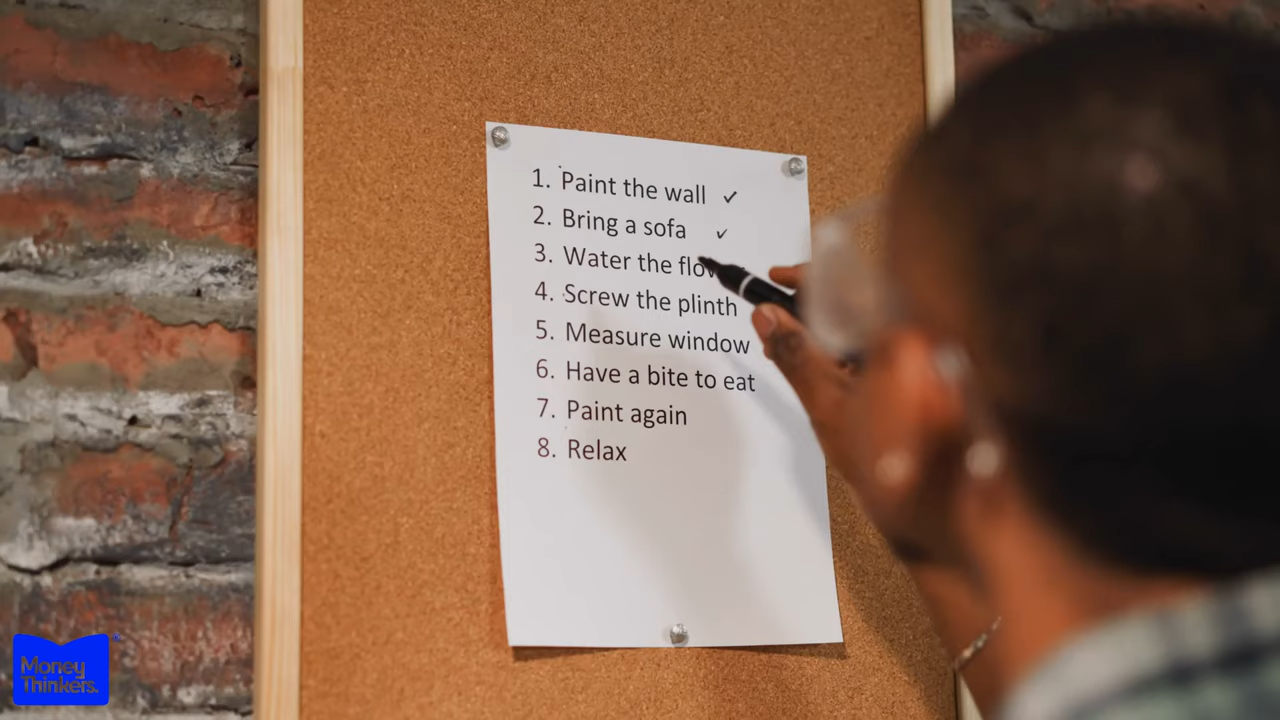 1. Paint the wall ✓
2. Bring a sofa ✓
3. Water the
4. Screw the plinth
5. Measure window
6. Have a bite to eat
7. Paint again
8. Relax
Money
Thinkers.